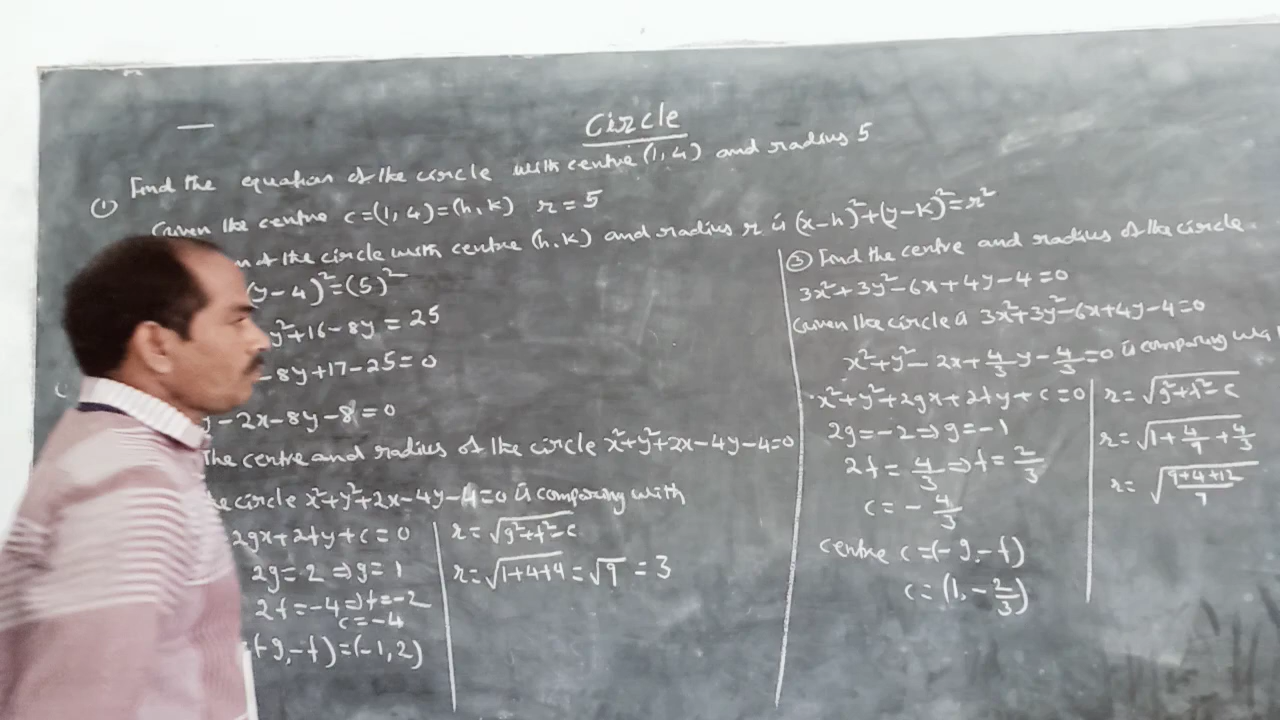 Circle
① Find the equation of the circle with centre (1,4) and radius 5
Given the centre c=(1,4)=(h,k) r=5
of the circle with centre (h,k) and radius r is (x-h)²+(y-k)²=r²
(y-4)²=(5)²
y²+16-8y=25
-8y+17-25=0
-2x-8y-8=0
The centre and radius of the circle x²+y²+2x-4y-4=0
circle x²+y²+2x-4y-4=0 is comparing with
2gx+2fy+c=0
2g=2⇒g=1
2f=-4⇒f=-2
c=-4
(-g,-f)=(-1,2)
r=√g²+f²-c
r=√1+4+4=√9=3
③ Find the centre and radius of the circle.
3x²+3y²-6x+4y-4=0
Given the circle is 3x²+3y²-6x+4y-4=0
x²+y²-2x+4/3y-4/3=0 is comparing
x²+y²+2gx+2fy+c=0
2g=-2⇒g=-1
2f=4/3⇒f=2/3
c=-4/3
centre c=(-g,-f)
c=(1,-2/3)
r=√g²+f²-c
r=√1+4/9+4/3
r=√9+4+12/9